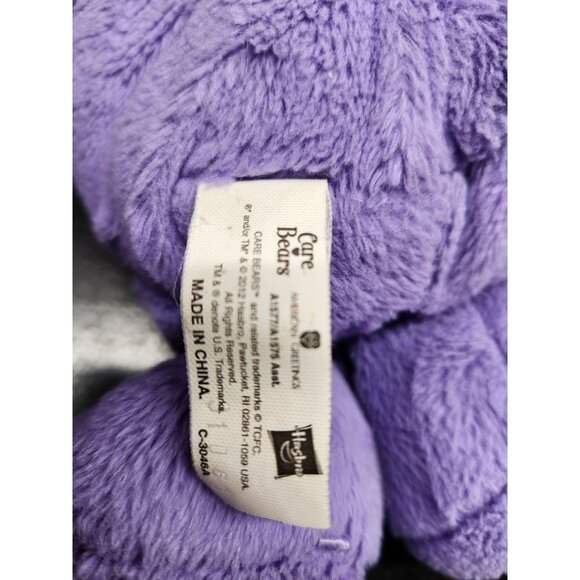 Care
Bears
AMERICAN GREETINGS
A1577/A1575 Asst.
CARE BEARS™ and related trademarks © TCFC.
®* and/or TM* & © 2012 Hasbro, Pawtucket, RI 02861-1059 USA.
All Rights Reserved.
TM & ® denote U.S. Trademarks.
MADE IN CHINA.
C-3046A
Hasbro